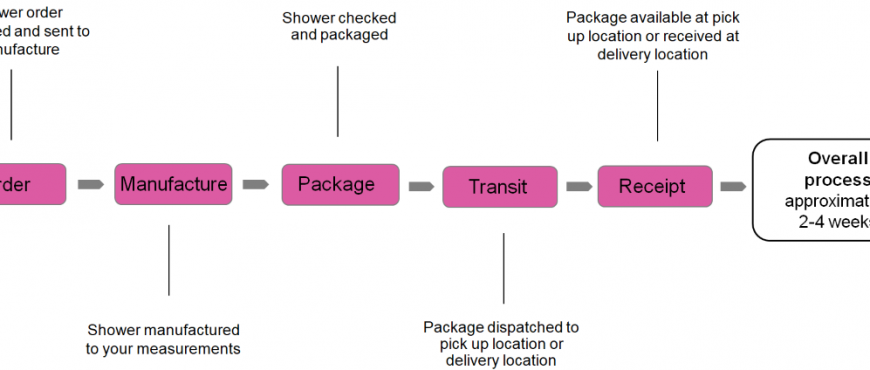 wer order
ed and sent to
nufacture
Shower checked
and packaged
Package available at pick
up location or received at
delivery location
rder
Manufacture
Package
Transit
Receipt
Overall
process
approximat
2-4 weeks
Shower manufactured
to your measurements
Package dispatched to
pick up location or
delivery location